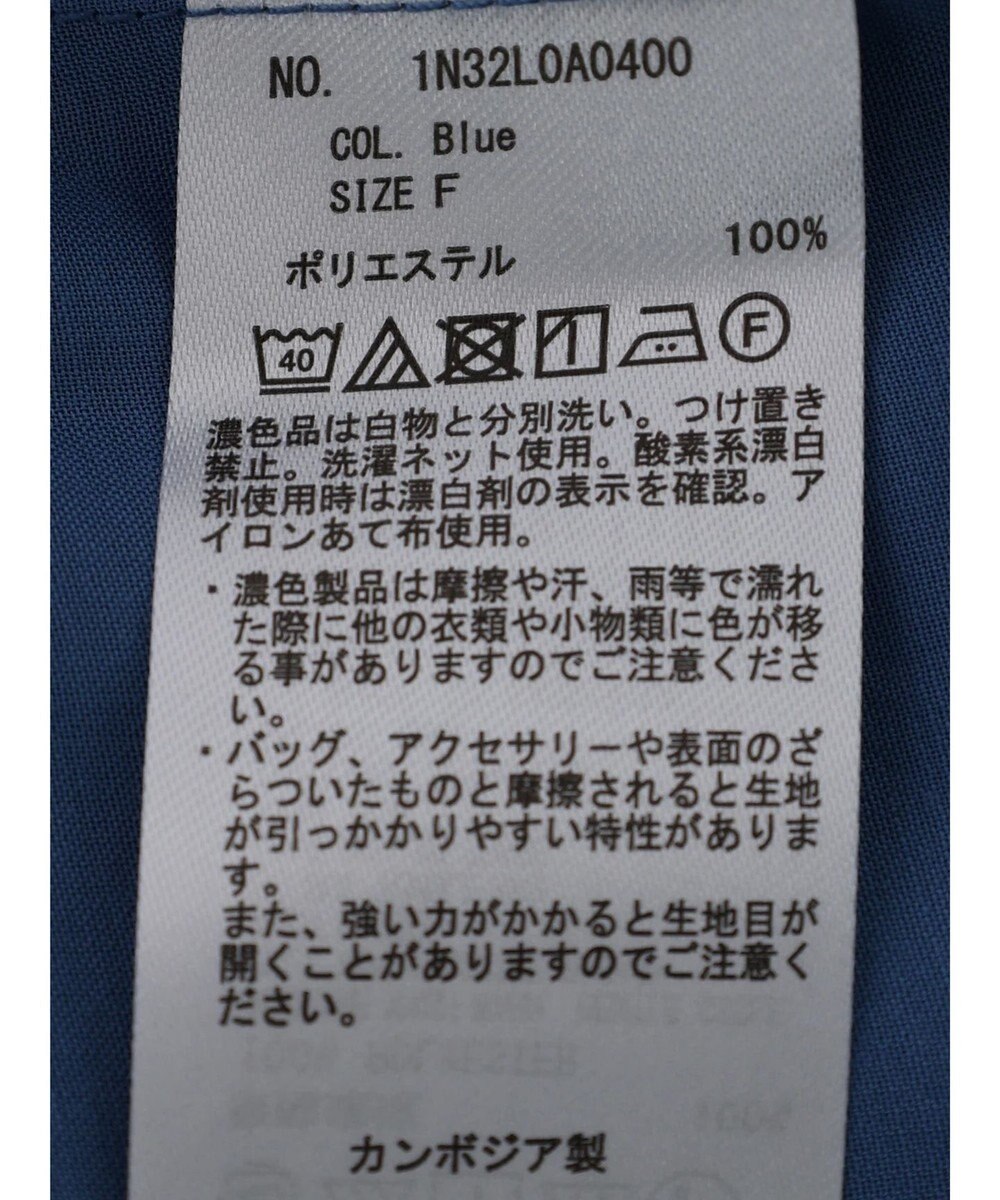 NO. 1N32L0A0400
COL. Blue
SIZE F
ポリエステル 100%
40 F
濃色品は白物と分別洗い。つけ置き
禁止。洗濯ネット使用。酸素系漂白
剤使用時は漂白剤の表示を確認。ア
イロンあて布使用。
・濃色製品は摩擦や汗、雨等で濡れ
た際に他の衣類や小物類に色が移
る事がありますのでご注意くださ
い。
・バッグ、アクセサリーや表面のざ
らついたものと摩擦されると生地
が引っかかりやすい特性がありま
す。
また、強い力がかかると生地目が
開くことがありますのでご注意く
ださい。
カンボジア製